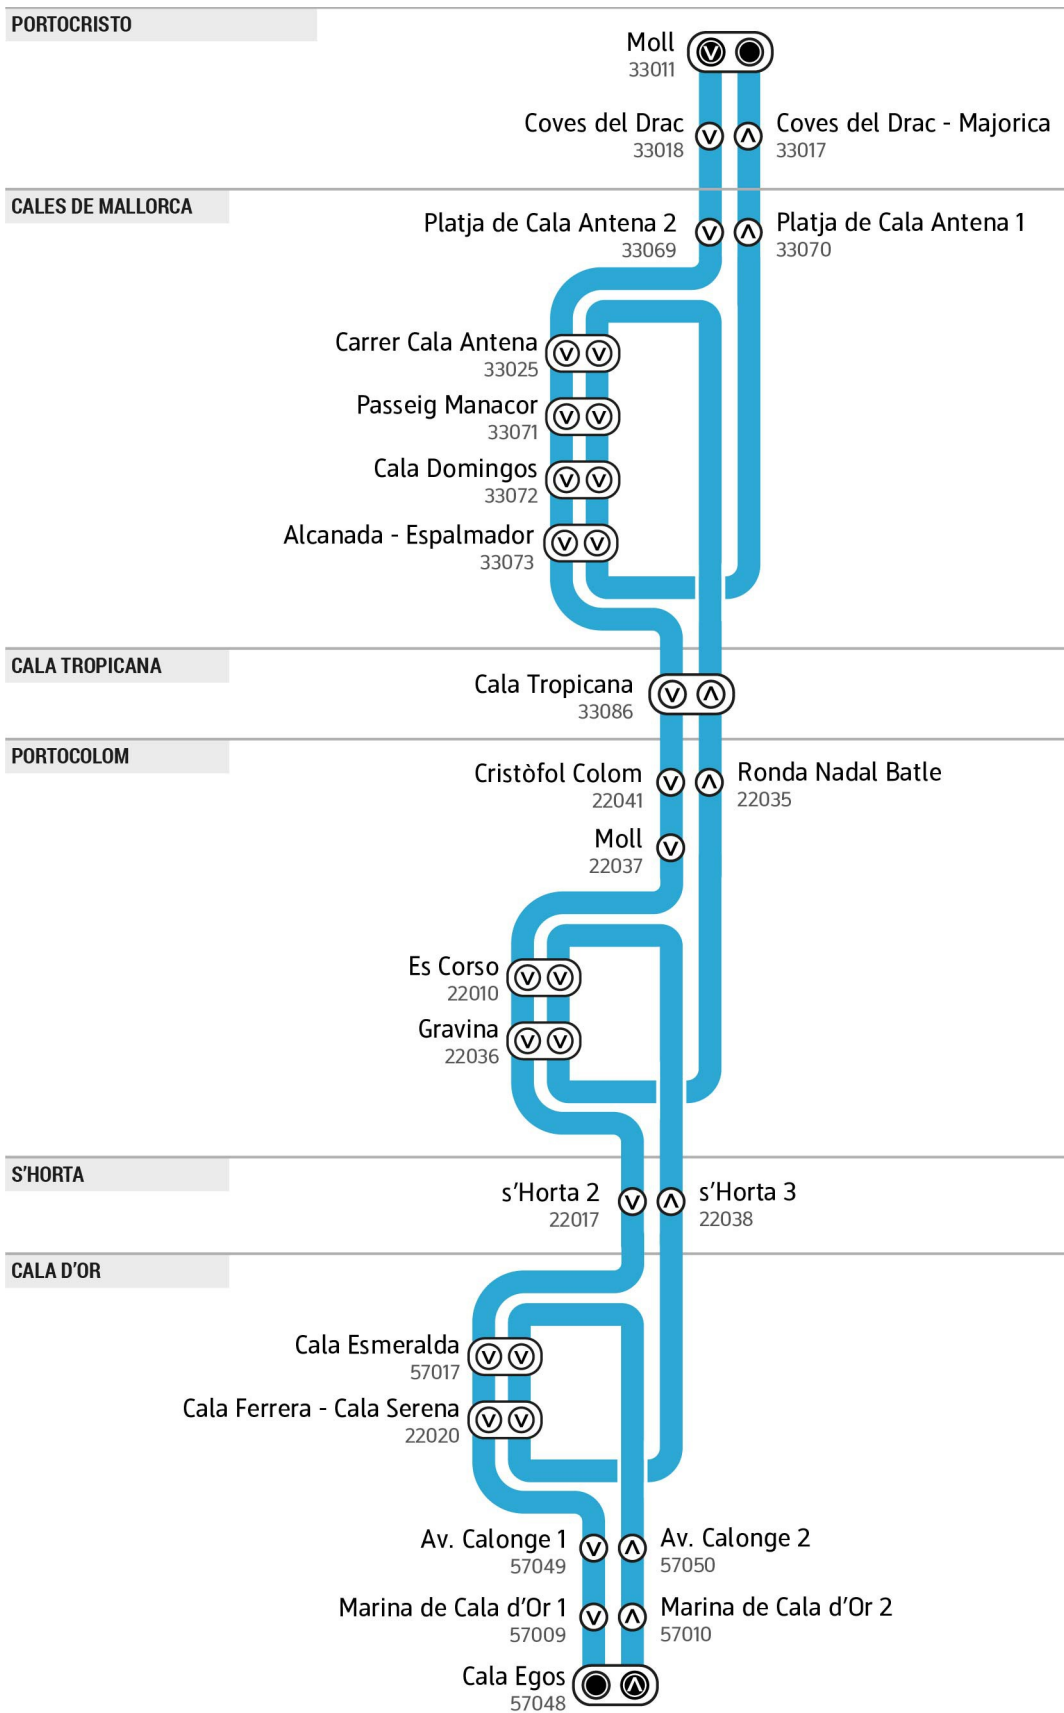 PORTOCRISTO
Moll
33011
Coves del Drac
33018
Coves del Drac - Majorica
33017
CALES DE MALLORCA
Platja de Cala Antena 2
33069
Platja de Cala Antena 1
33070
Carrer Cala Antena
33025
Passeig Manacor
33071
Cala Domingos
33072
Alcanada - Espalmador
33073
CALA TROPICANA
Cala Tropicana
33086
PORTOCOLOM
Cristòfol Colom
22041
Ronda Nadal Batle
22035
Moll
22037
Es Corso
22010
Gravina
22036
S'HORTA
s'Horta 2
22017
s'Horta 3
22038
CALA D'OR
Cala Esmeralda
57017
Cala Ferrera - Cala Serena
22020
Av. Calonge 1
57049
Av. Calonge 2
57050
Marina de Cala d'Or 1
57009
Marina de Cala d'Or 2
57010
Cala Egos
57048